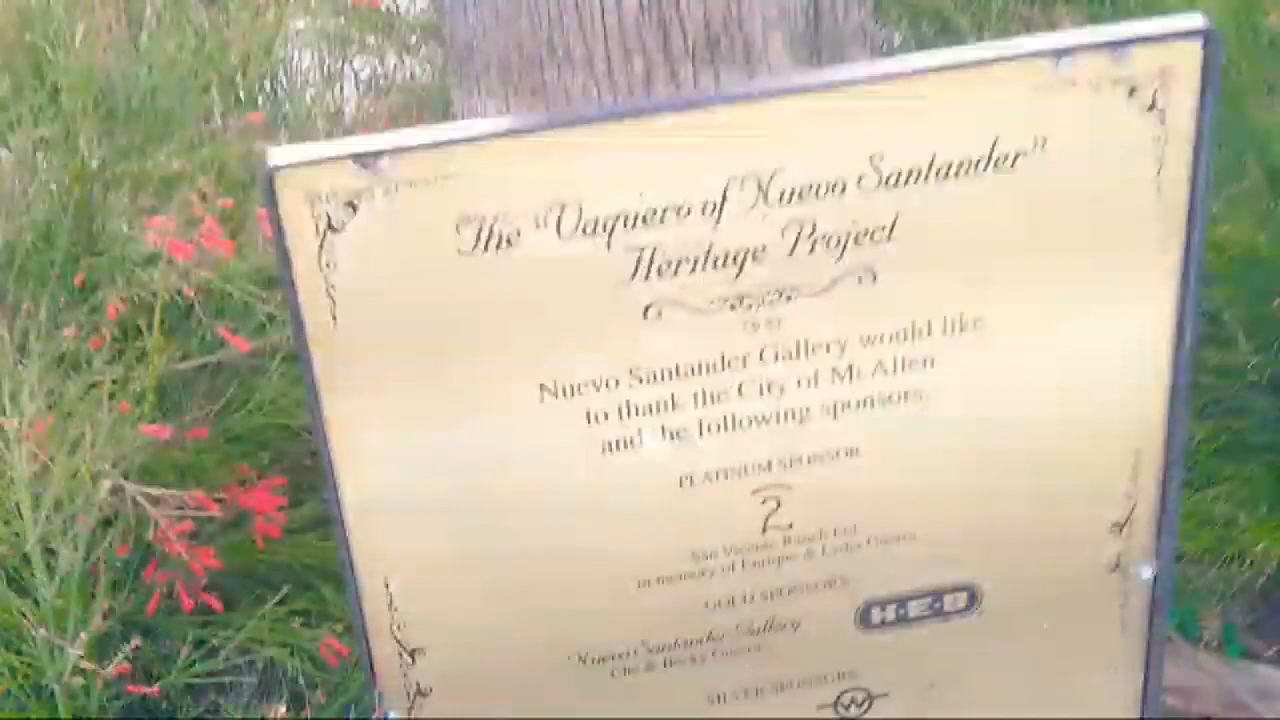 The "Vaquero of Nuevo Santander"
Heritage Project
Nuevo Santander Gallery would like
to thank the City of McAllen
and the following sponsors.
PLATINUM SPONSOR
2
San Vicente Ranch Ltd.
in memory of Enrique & Lydia Guerra
GOLD SPONSORS
H-E-B
Nuevo Santander Gallery
& Becky Guerra
SILVER SPONSORS
W